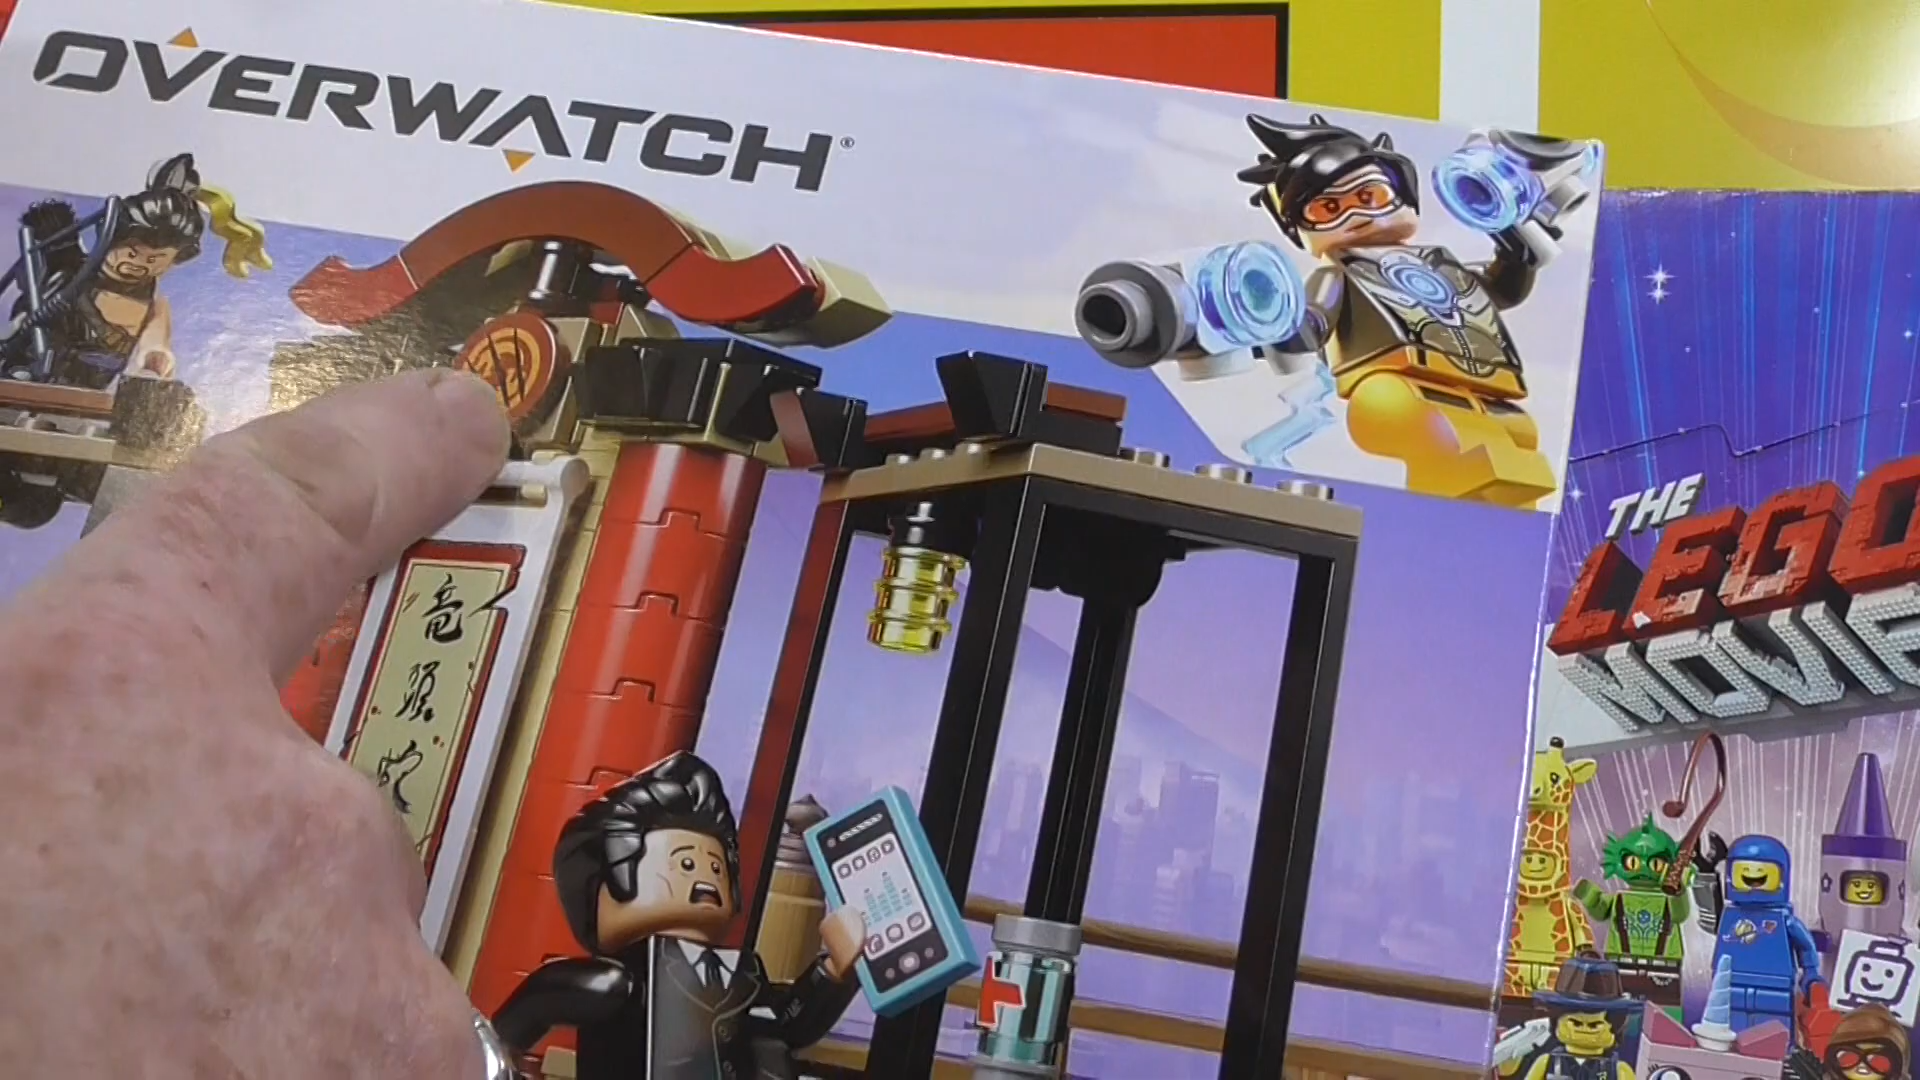 OVERWATCH®
竜
頭
THE
LEGO
MOVIE